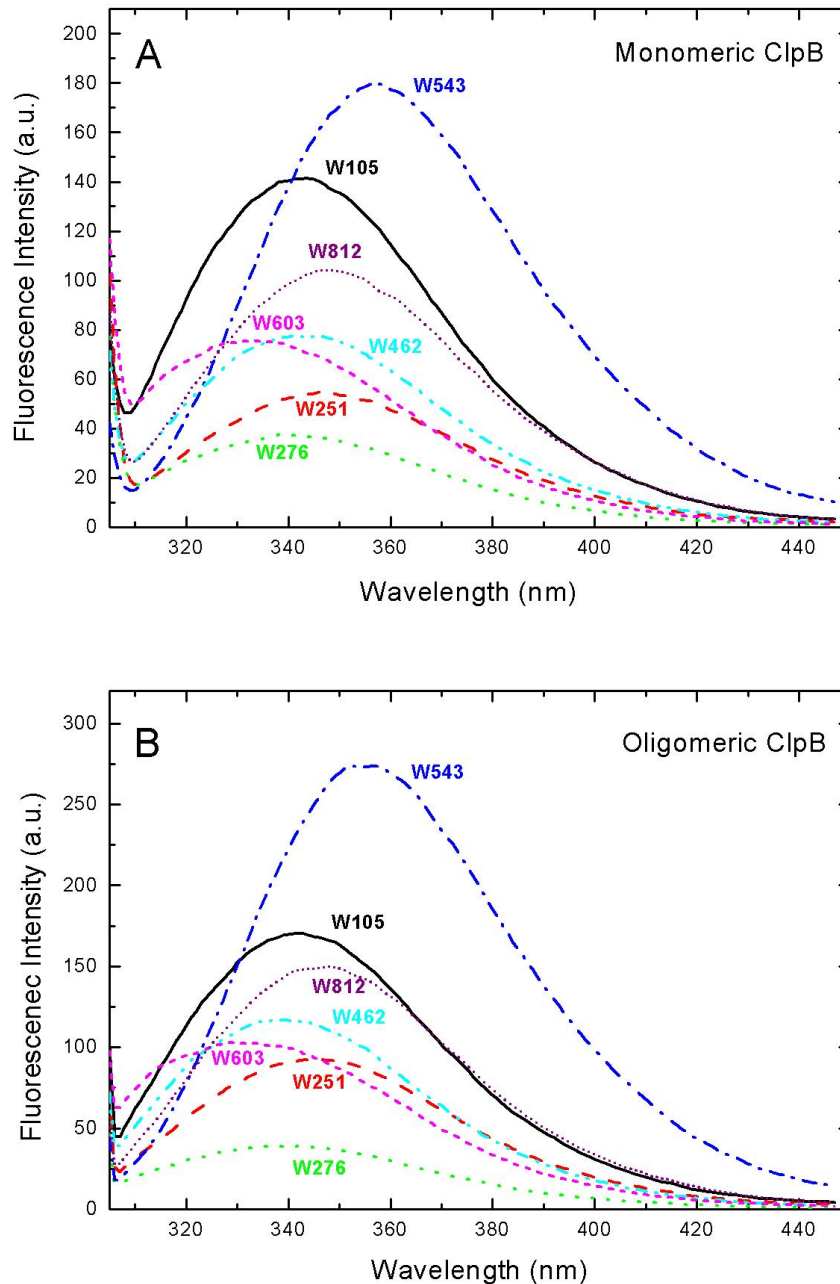 A
Monomeric ClpB
W543
W105
W812
W603
W462
W251
W276
Fluorescence Intensity (a.u.)
200
180
160
140
120
100
80
60
40
20
0
320 340 360 380 400 420 440
Wavelength (nm)
B
Oligomeric ClpB
W543
W105
W812
W462
W603
W251
W276
Fluorescenec Intensity (a.u.)
300
250
200
150
100
50
0
320 340 360 380 400 420 440
Wavelength (nm)